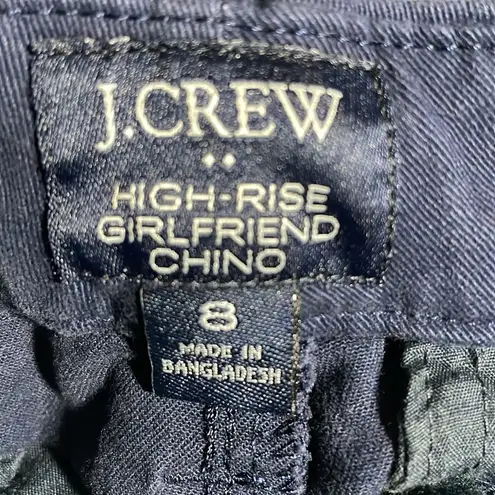 J.CREW
HIGH-RISE
GIRLFRIEND
CHINO
8
MADE IN
BANGLADESH